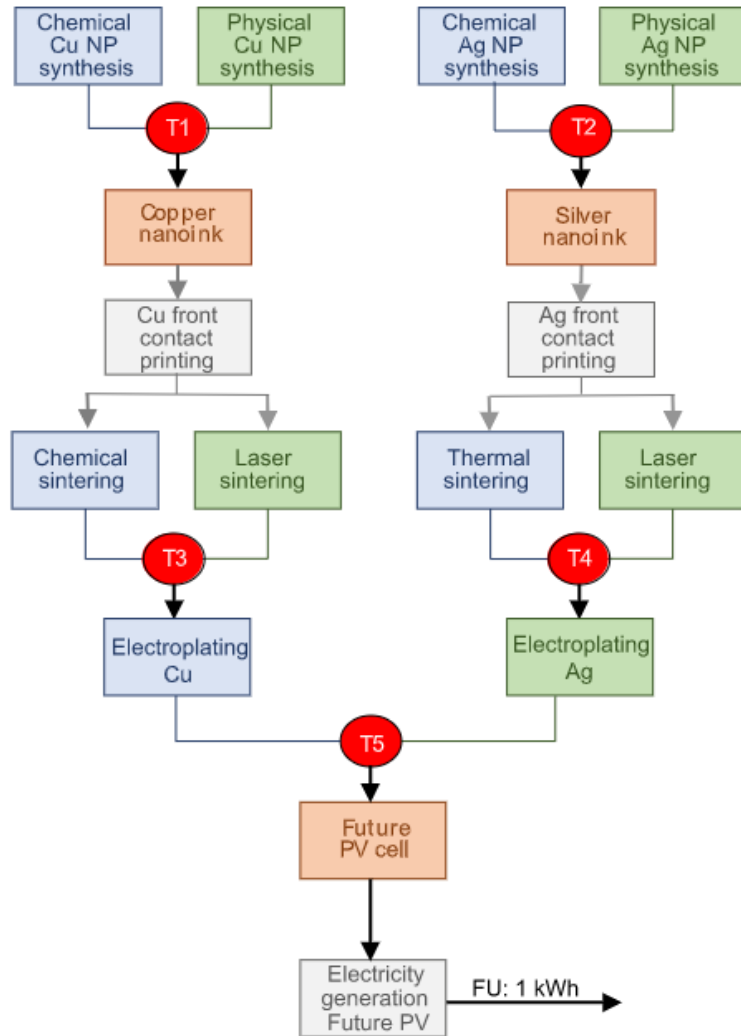 Chemical
Cu NP
synthesis
Physical
Cu NP
synthesis
Chemical
Ag NP
synthesis
Physical
Ag NP
synthesis
T1
T2
Copper
nanoink
Silver
nanoink
Cu front
contact
printing
Ag front
contact
printing
Chemical
sintering
Laser
sintering
Thermal
sintering
Laser
sintering
T3
T4
Electroplating
Cu
Electroplating
Ag
T5
Future
PV cell
Electricity
generation
Future PV
FU: 1 kWh